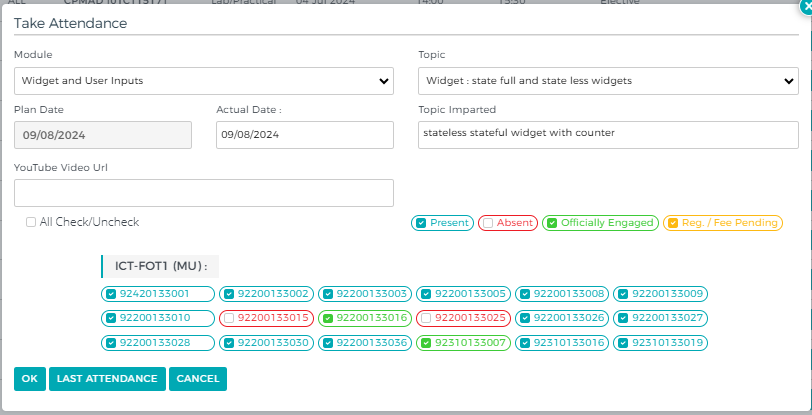 Take Attendance
Module
Topic
Widget and User Inputs
Widget : state full and state less widgets
Plan Date
Actual Date :
Topic Imparted
09/08/2024
09/08/2024
stateless stateful widget with counter
YouTube Video Url
All Check/Uncheck
Present
Absent
Officially Engaged
Reg. / Fee Pending
ICT-FOT1 (MU) :
92420133001 92200133002 92200133003 92200133005 92200133008 92200133009
92200133010 92200133015 92200133016 92200133025 92200133026 92200133027
92200133028 92200133030 92200133036 92310133007 92310133016 92310133019
OK
LAST ATTENDANCE
CANCEL